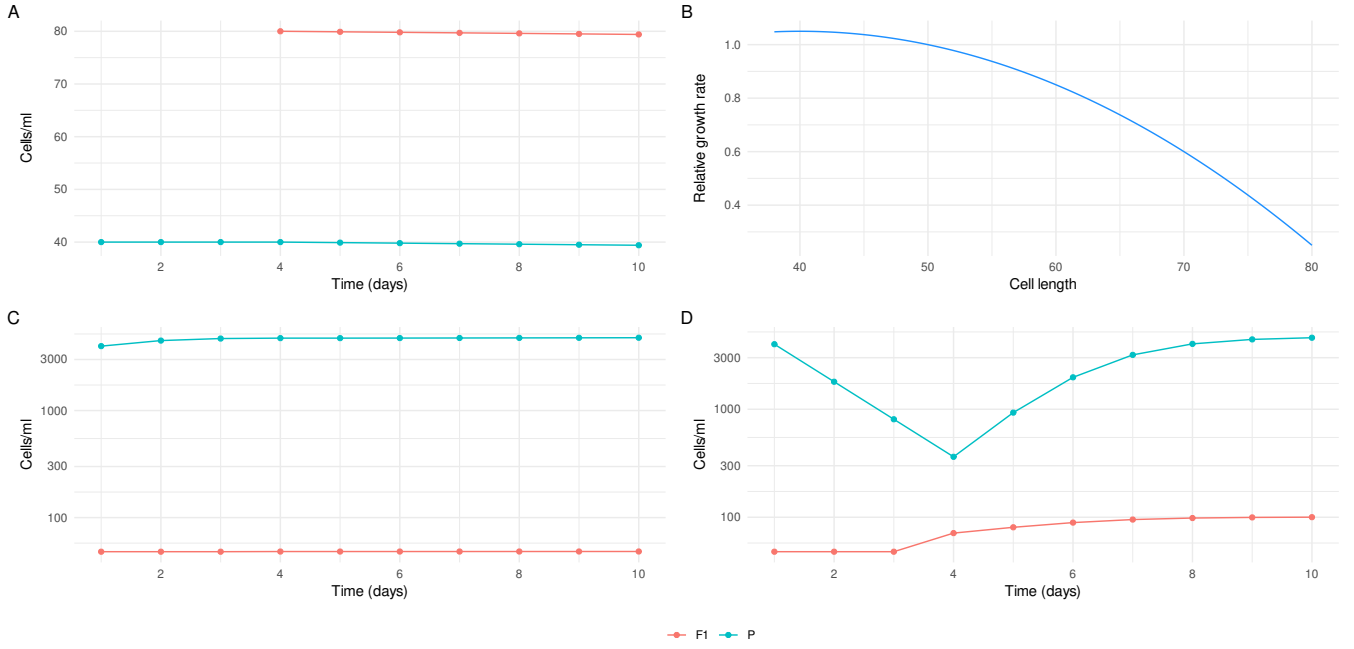 A
Cells/ml
80
70
60
50
40
2 4 6 8 10
Time (days)
B
Relative growth rate
1.0
0.8
0.6
0.4
40 50 60 70 80
Cell length
C
Cells/ml
3000
1000
300
100
2 4 6 8 10
Time (days)
D
Cells/ml
3000
1000
300
100
2 4 6 8 10
Time (days)
F1 P